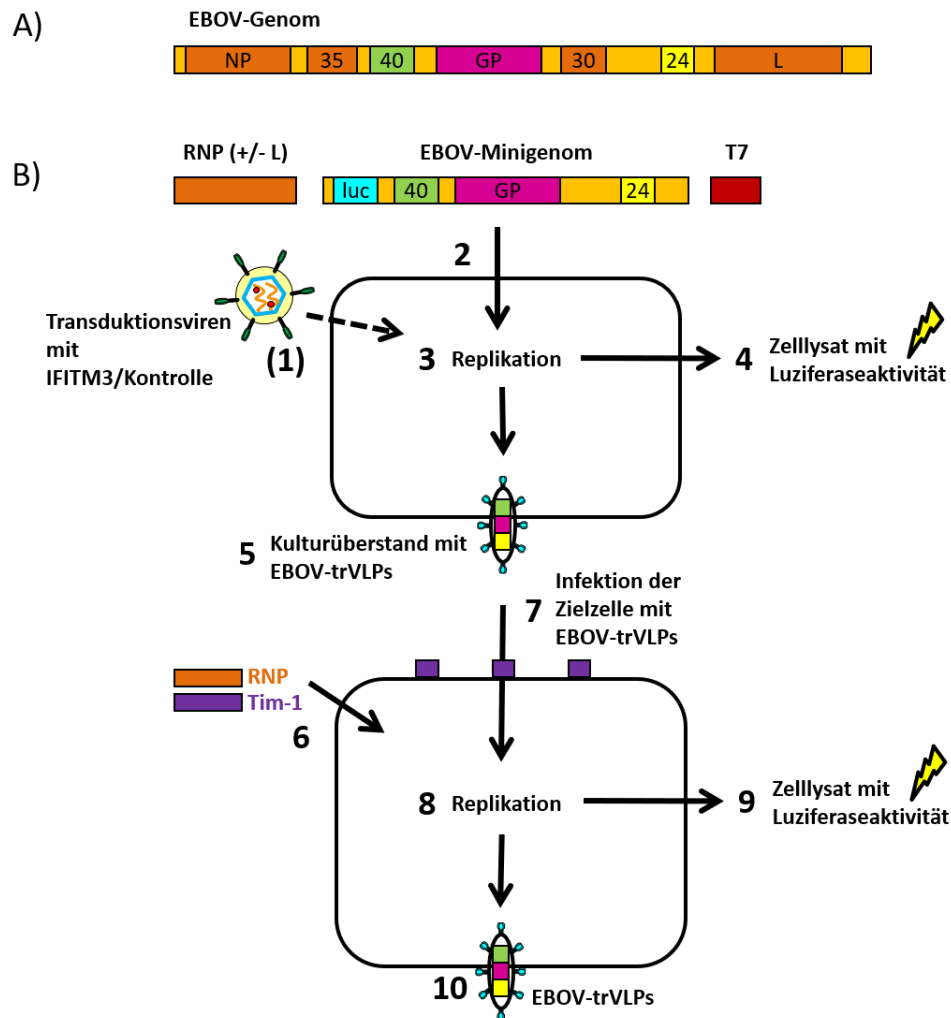 A)
EBOV-Genom
NP 35 40 GP 30 24 L
B)
RNP (+/- L) EBOV-Minigenom T7
luc 40 GP 24
2
Transduktionsviren
mit
IFITM3/Kontrolle
(1)
3 Replikation
4 Zelllysat mit
Luziferaseaktivität
5 Kulturüberstand mit
EBOV-trVLPs
7 Infektion der
Zielzelle mit
EBOV-trVLPs
RNP
Tim-1
6
8 Replikation
9 Zelllysat mit
Luziferaseaktivität
10 EBOV-trVLPs